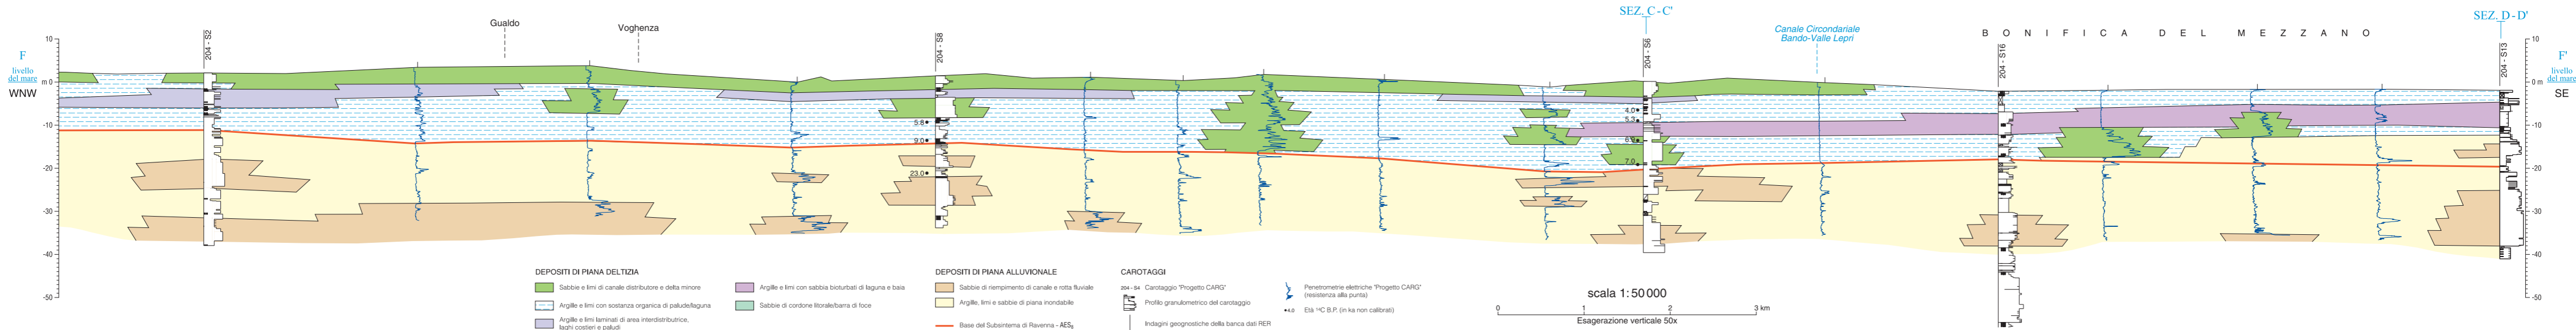 SEZ. C-C'
SEZ. D-D'
Gualdo
Voghenza
Canale Circondariale
Bando-Valle Lepri
BONIFICA DEL MEZZANO
204 - S2
204 - S8
204 - S6
204 - S16
204 - S13
F
livello
del mare
WNW
10
m 0
-10
-20
-30
-40
-50
5.8
9.0
23.0
4.0
5.3
6.9
7.0
F'
livello
del mare
SE
10
0 m
-10
-20
-30
-40
-50
DEPOSITI DI PIANA DELTIZIA
Sabbie e limi di canale distributore e delta minore
Argille e limi con sostanza organica di palude/laguna
Argille e limi laminati di area interdistributrice,
laghi costieri e paludi
Argille e limi con sabbia bioturbati di laguna e baia
Sabbie di cordone litorale/barra di foce
DEPOSITI DI PIANA ALLUVIONALE
Sabbie di riempimento di canale e rotta fluviale
Argille, limi e sabbie di piana inondabile
Base del Subsintema di Ravenna - AES8
CAROTAGGI
204 - S4 Carotaggio "Progetto CARG"
Profilo granulometrico del carotaggio
Indagini geognostiche della banca dati RER
Penetrometrie elettriche "Progetto CARG"
(resistenza alla punta)
4.0 Età 14C B.P. (in ka non calibrati)
scala 1:50 000
0 1 2 3 km
Esagerazione verticale 50x